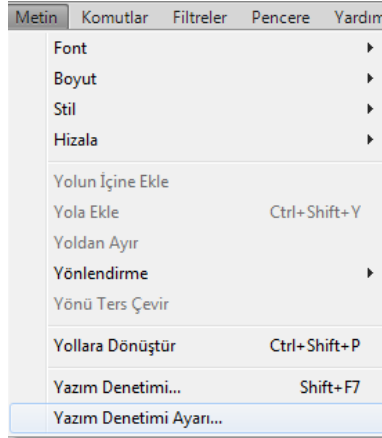 Metin Komutlar Filtreler Pencere Yardım
Font
Boyut
Stil
Hizala
Yolun İçine Ekle
Yola Ekle Ctrl+Shift+Y
Yoldan Ayır
Yönlendirme
Yönü Ters Çevir
Yollara Dönüştür Ctrl+Shift+P
Yazım Denetimi... Shift+F7
Yazım Denetimi Ayarı...